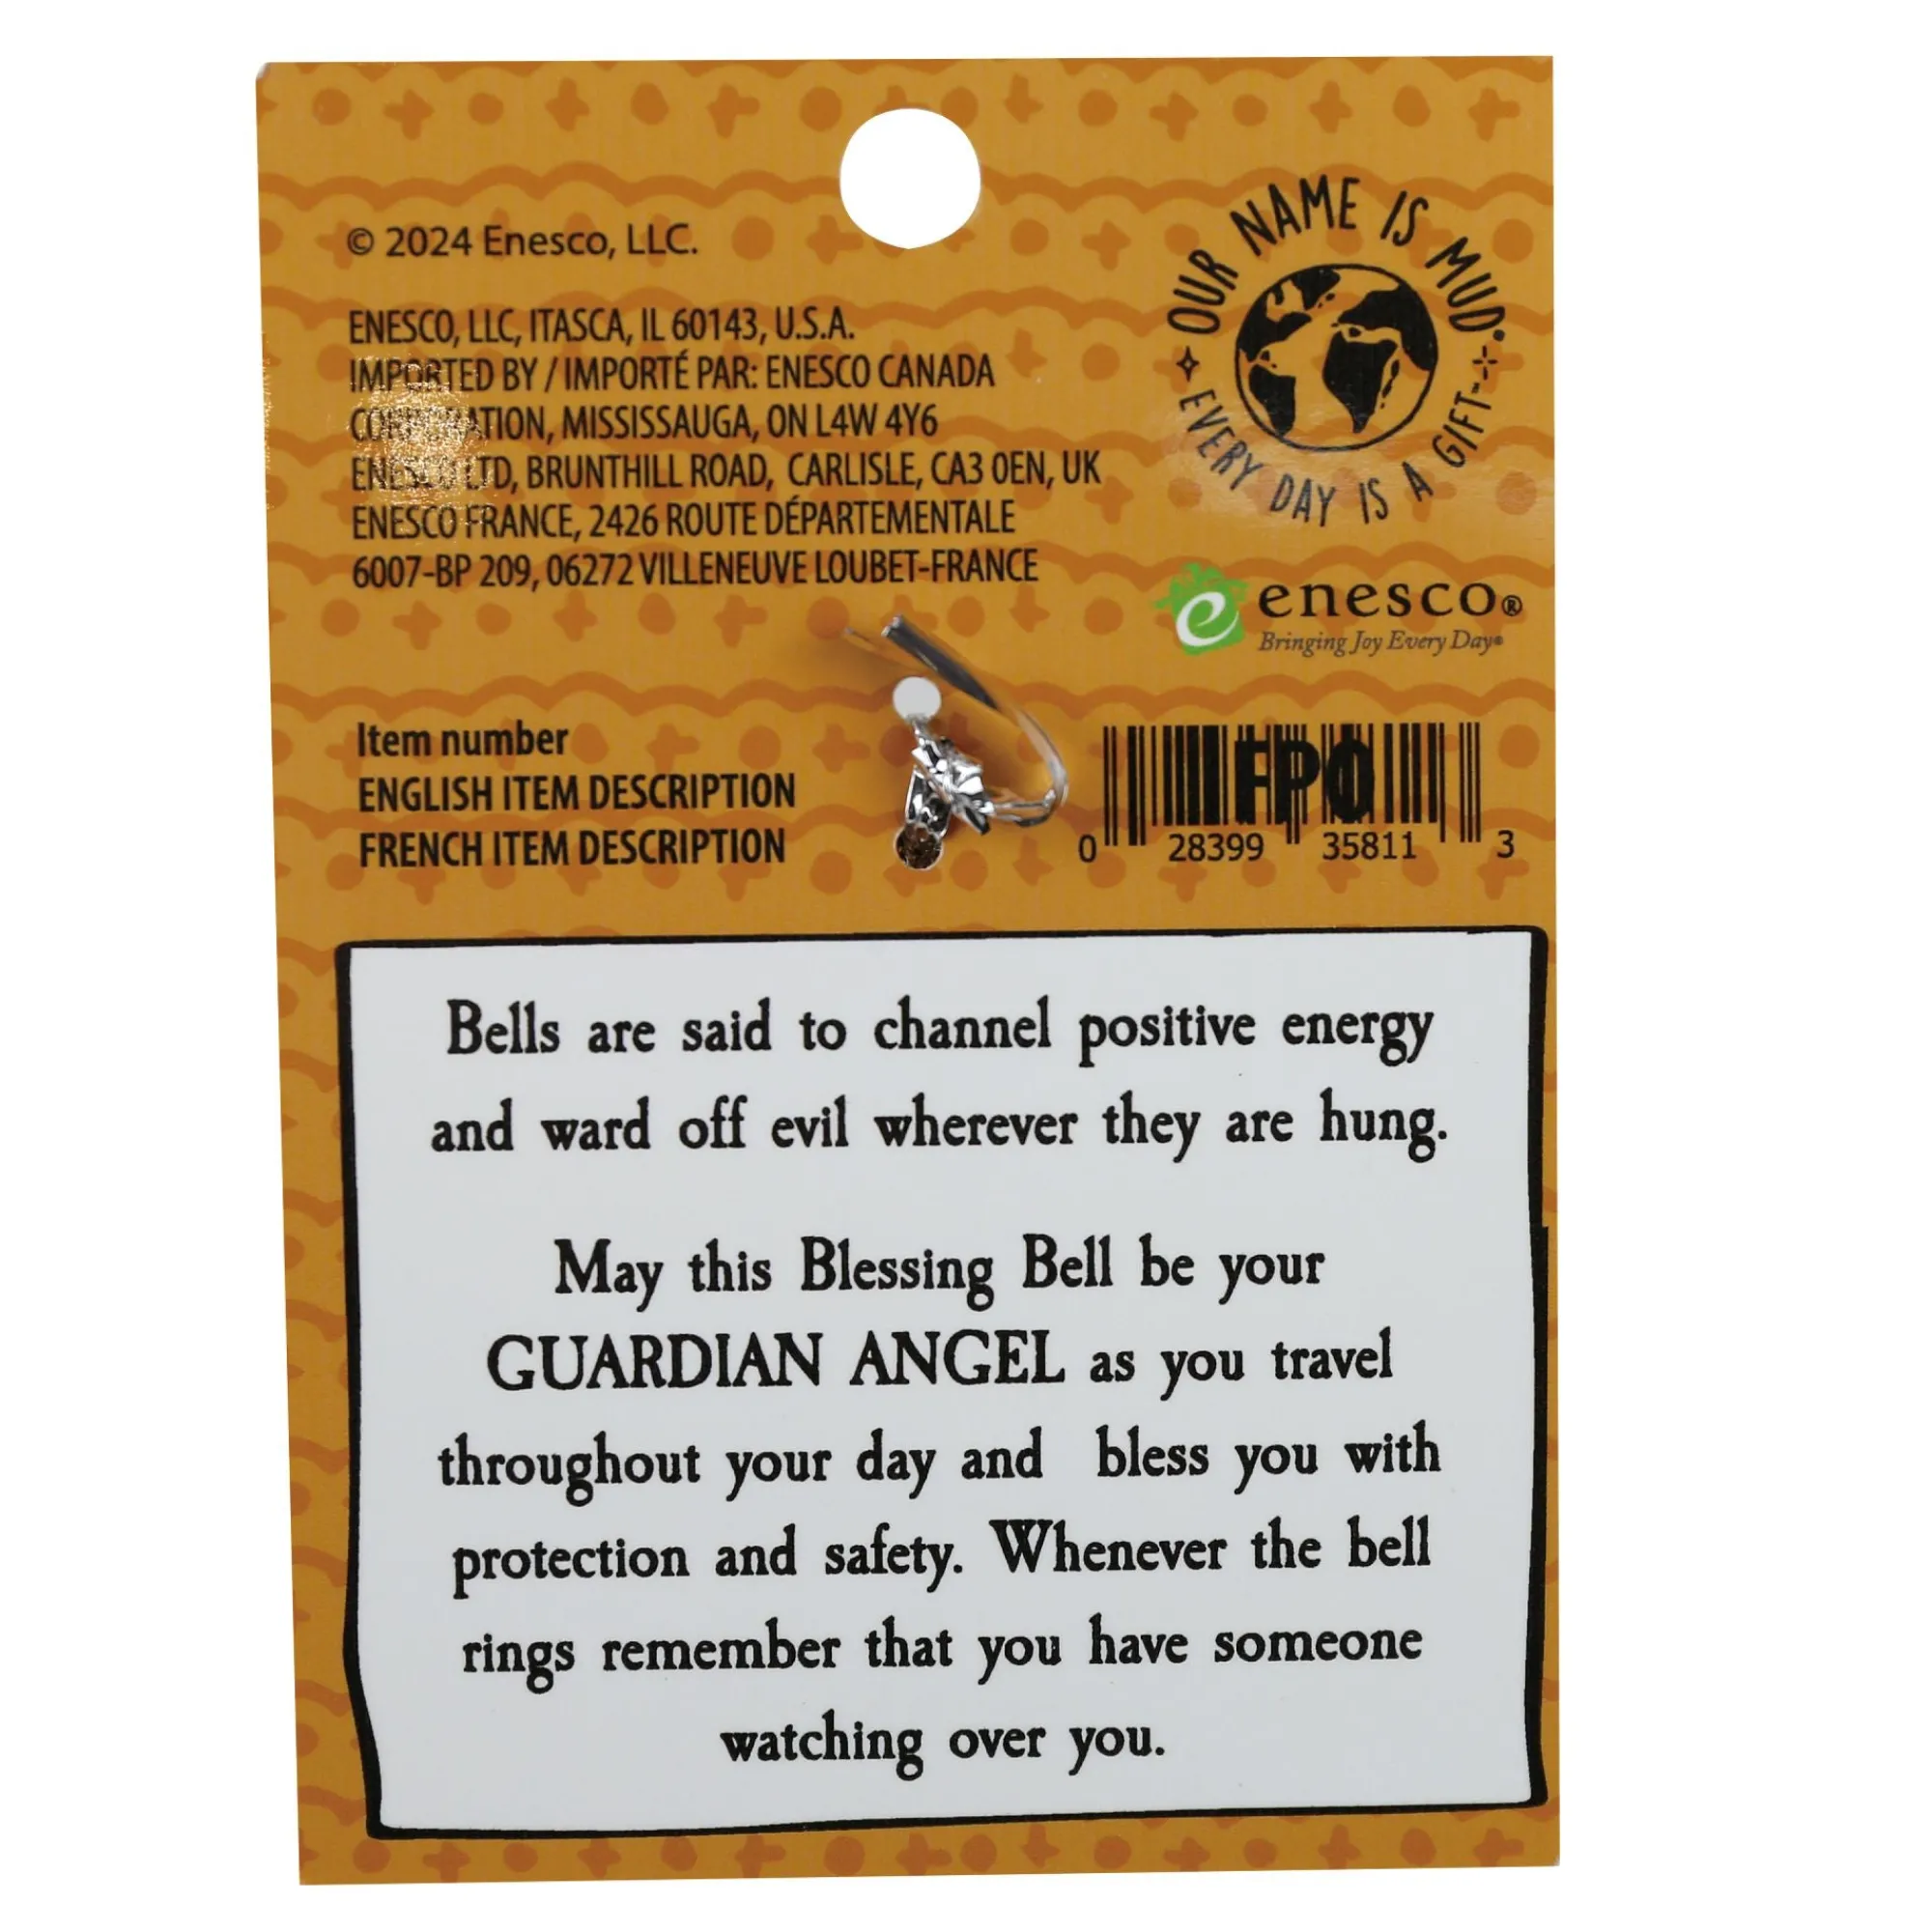 © 2024 Enesco, LLC.
ENESCO, LLC, ITASCA, IL 60143, U.S.A.
IMPORTED BY / IMPORTÉ PAR: ENESCO CANADA
CORPORATION, MISSISSAUGA, ON L4W 4Y6
ENESCO LTD, BRUNTHILL ROAD, CARLISLE, CA3 0EN, UK
ENESCO FRANCE, 2426 ROUTE DÉPARTEMENTALE
6007-BP 209, 06272 VILLENEUVE LOUBET-FRANCE
OUR NAME IS MUD.
EVERY DAY IS A GIFT
enesco®
Bringing Joy Every Day®
Item number
ENGLISH ITEM DESCRIPTION
FRENCH ITEM DESCRIPTION
FPO
0 28399 35811 3
Bells are said to channel positive energy
and ward off evil wherever they are hung.
May this Blessing Bell be your
GUARDIAN ANGEL as you travel
throughout your day and bless you with
protection and safety. Whenever the bell
rings remember that you have someone
watching over you.